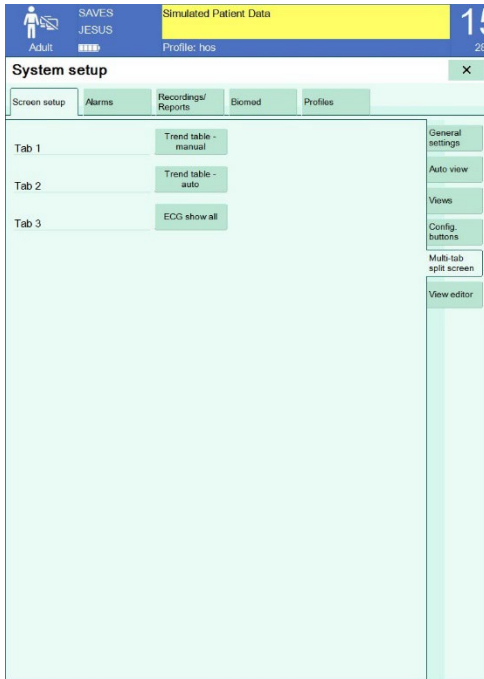 SAVES
JESUS
Adult
Simulated Patient Data
Profile: hos
15
28
System setup
×
Screen setup
Alarms
Recordings/
Reports
Biomed
Profiles
Tab 1
Trend table -
manual
Tab 2
Trend table -
auto
Tab 3
ECG show all
General
settings
Auto view
Views
Config.
buttons
Multi-tab
split screen
View editor